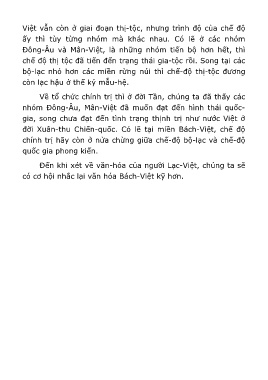 Việt vẫn còn ở giai đoạn thị-tộc, nhưng trình độ của chế độ
ấy thì tùy từng nhóm mà khác nhau. Có lẽ ở các nhóm
Đông-Âu và Mân-Việt, là những nhóm tiến bộ hơn hết, thì
chế độ thị tộc đã tiến đến trạng thái gia-tộc rồi. Song tại các
bộ-lạc nhỏ hơn các miền rừng núi thì chế-độ thị-tộc đương
còn lạc hậu ở thế kỷ mẫu-hệ.
Về tổ chức chính trị thì ở đời Tần, chúng ta đã thấy các
nhóm Đông-Âu, Mân-Việt đã muốn đạt đến hình thái quốc-
gia, song chưa đạt đến tình trạng thịnh trị như nước Việt ở
đời Xuân-thu Chiến-quốc. Có lẽ tại miền Bách-Việt, chế độ
chính trị hãy còn ở nửa chừng giữa chế-độ bộ-lạc và chế-độ
quốc gia phong kiến.
Đến khi xét về văn-hóa của người Lạc-Việt, chúng ta sẽ
có cơ hội nhắc lại văn hóa Bách-Việt kỹ hơn.